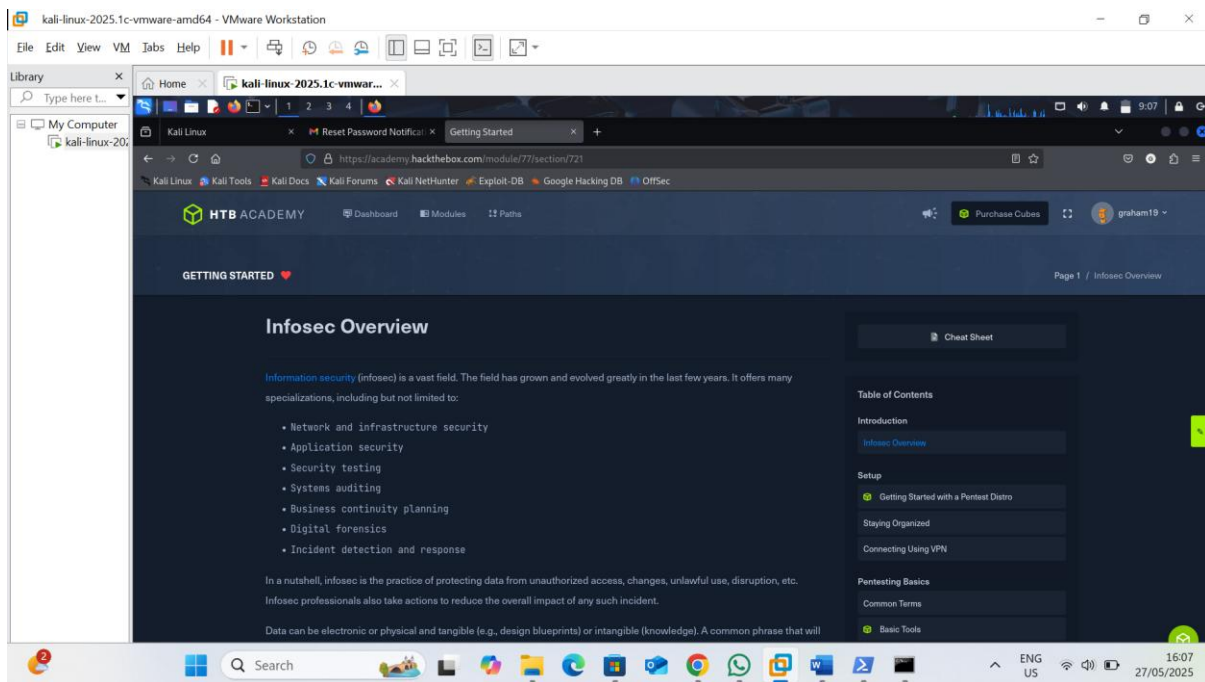 kali-linux-2025.1c-vmware-amd64 - VMware Workstation
File Edit View VM Tabs Help
Library
Home kali-linux-2025.1c-vmwar...
Type here t...
1 2 3 4 9:07
My Computer
kali-linux-202
Kali Linux Reset Password Notificati Getting Started
https://academy.hackthebox.com/module/77/section/721
Kali Linux Kali Tools Kali Docs Kali Forums Kali NetHunter Exploit-DB Google Hacking DB OffSec
HTB ACADEMY Dashboard Modules Paths Purchase Cubes graham19
GETTING STARTED Page 1 / Infosec Overview
Infosec Overview
Information security (infosec) is a vast field. The field has grown and evolved greatly in the last few years. It offers many
specializations, including but not limited to:
• Network and infrastructure security
• Application security
• Security testing
• Systems auditing
• Business continuity planning
• Digital forensics
• Incident detection and response
In a nutshell, infosec is the practice of protecting data from unauthorized access, changes, unlawful use, disruption, etc.
Infosec professionals also take actions to reduce the overall impact of any such incident.
Data can be electronic or physical and tangible (e.g., design blueprints) or intangible (knowledge). A common phrase that will
Cheat Sheet
Table of Contents
Introduction
Infosec Overview
Setup
Getting Started with a Pentest Distro
Staying Organized
Connecting Using VPN
Pentesting Basics
Common Terms
Basic Tools
2 Search ENG US 16:07 27/05/2025